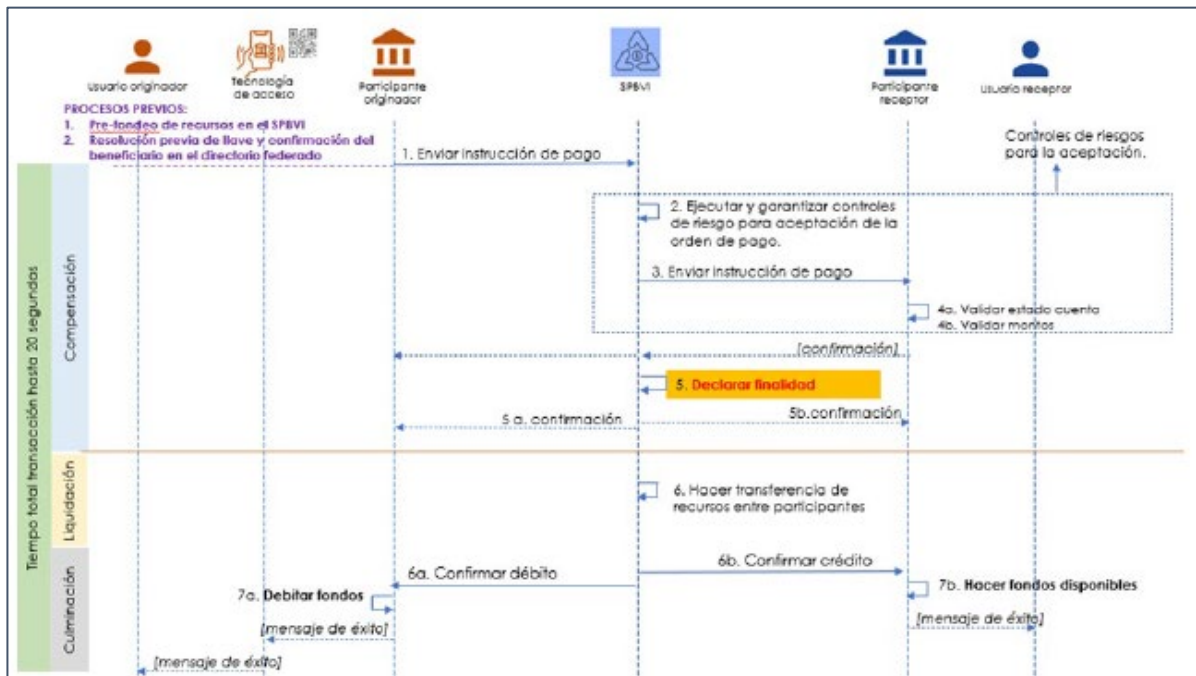 Usuario originador
Tecnología
de acceso
Participante
originador
SPBVI
Participante
receptor
Usuario receptor
PROCESOS PREVIOS:
1. Pre-fondeo de recursos en el SPBVI
2. Resolución previa de llave y confirmación del
beneficiario en el directorio federado
Controles de riesgos
para la aceptación.
1. Enviar instrucción de pago
2. Ejecutar y garantizar controles
de riesgo para aceptación de la
orden de pago.
3. Enviar instrucción de pago
4a. Validar estado cuenta
4b. Validar montos
[confirmación]
5. Declarar finalidad
5 a. confirmación
5b.confirmación
6. Hacer transferencia de
recursos entre participantes
6a. Confirmar débito
6b. Confirmar crédito
7a. Debitar fondos
7b. Hacer fondos disponibles
[mensaje de éxito]
[mensaje de éxito]
[mensaje de éxito]
Tiempo total transacción hasta 20 segundos
Compensación
Liquidación
Culminación